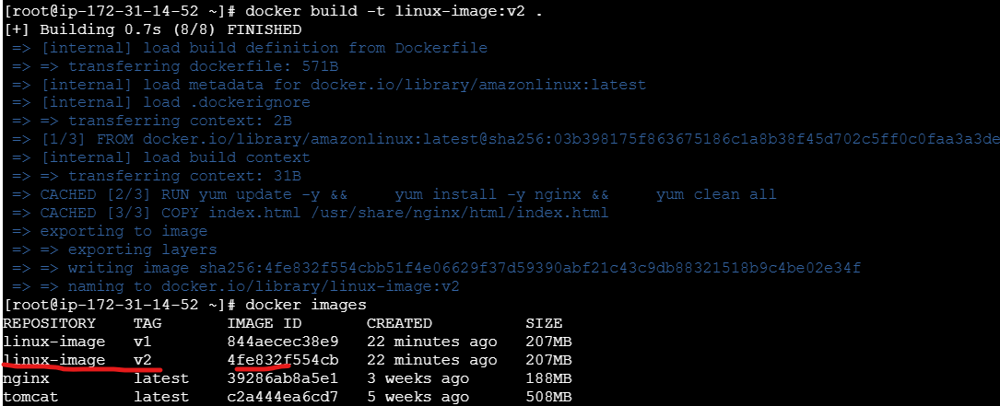 [root@ip-172-31-14-52 ~]# docker build -t linux-image:v2 .
[+] Building 0.7s (8/8) FINISHED
 => [internal] load build definition from Dockerfile
 => => transferring dockerfile: 571B
 => [internal] load metadata for docker.io/library/amazonlinux:latest
 => [internal] load .dockerignore
 => => transferring context: 2B
 => [1/3] FROM docker.io/library/amazonlinux:latest@sha256:03b398175f863675186c1a8b38f45d702c5ff0c0faa3a3de
 => [internal] load build context
 => => transferring context: 31B
 => CACHED [2/3] RUN yum update -y &&     yum install -y nginx &&     yum clean all
 => CACHED [3/3] COPY index.html /usr/share/nginx/html/index.html
 => exporting to image
 => => exporting layers
 => => writing image sha256:4fe832f554cbb51f4e06629f37d59390abf21c43c9db88321518b9c4be02e34f
 => => naming to docker.io/library/linux-image:v2
[root@ip-172-31-14-52 ~]# docker images
REPOSITORY    TAG       IMAGE ID       CREATED          SIZE
linux-image   v1        844aecec38e9   22 minutes ago   207MB
linux-image   v2        4fe832f554cb   22 minutes ago   207MB
nginx         latest    39286ab8a5e1   3 weeks ago      188MB
tomcat        latest    c2a444ea6cd7   5 weeks ago      508MB